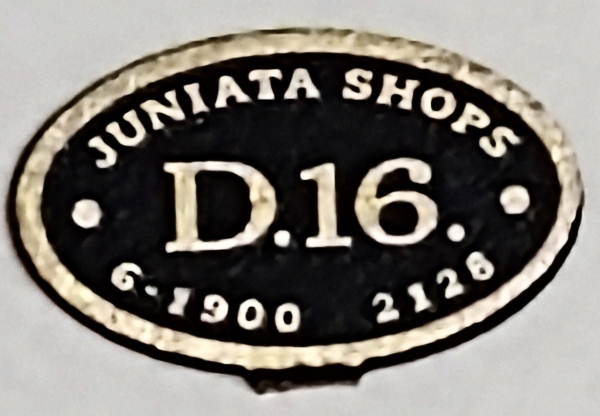 JUNIATA SHOPS
D.16.
6-1900 2128